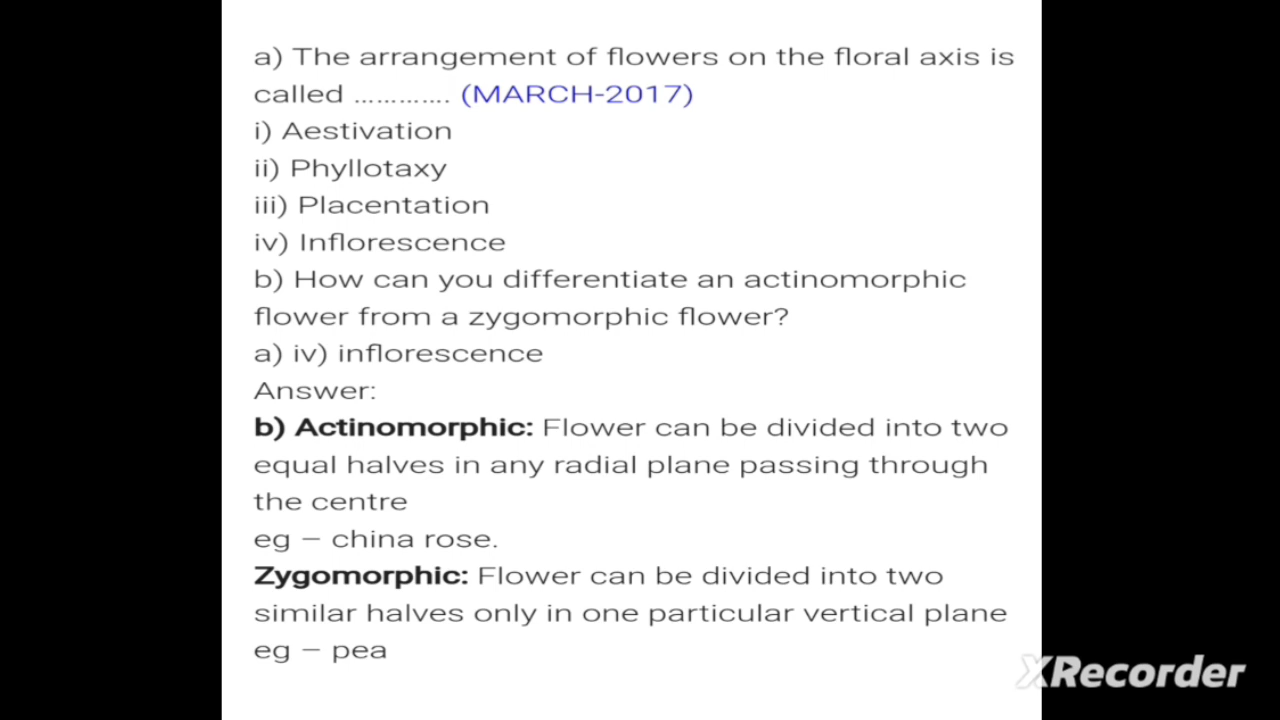 a) The arrangement of flowers on the floral axis is
called …………. (MARCH-2017)
i) Aestivation
ii) Phyllotaxy
iii) Placentation
iv) Inflorescence
b) How can you differentiate an actinomorphic
flower from a zygomorphic flower?
a) iv) inflorescence
Answer:
b) Actinomorphic: Flower can be divided into two
equal halves in any radial plane passing through
the centre
eg – china rose.
Zygomorphic: Flower can be divided into two
similar halves only in one particular vertical plane
eg – pea
XRecorder